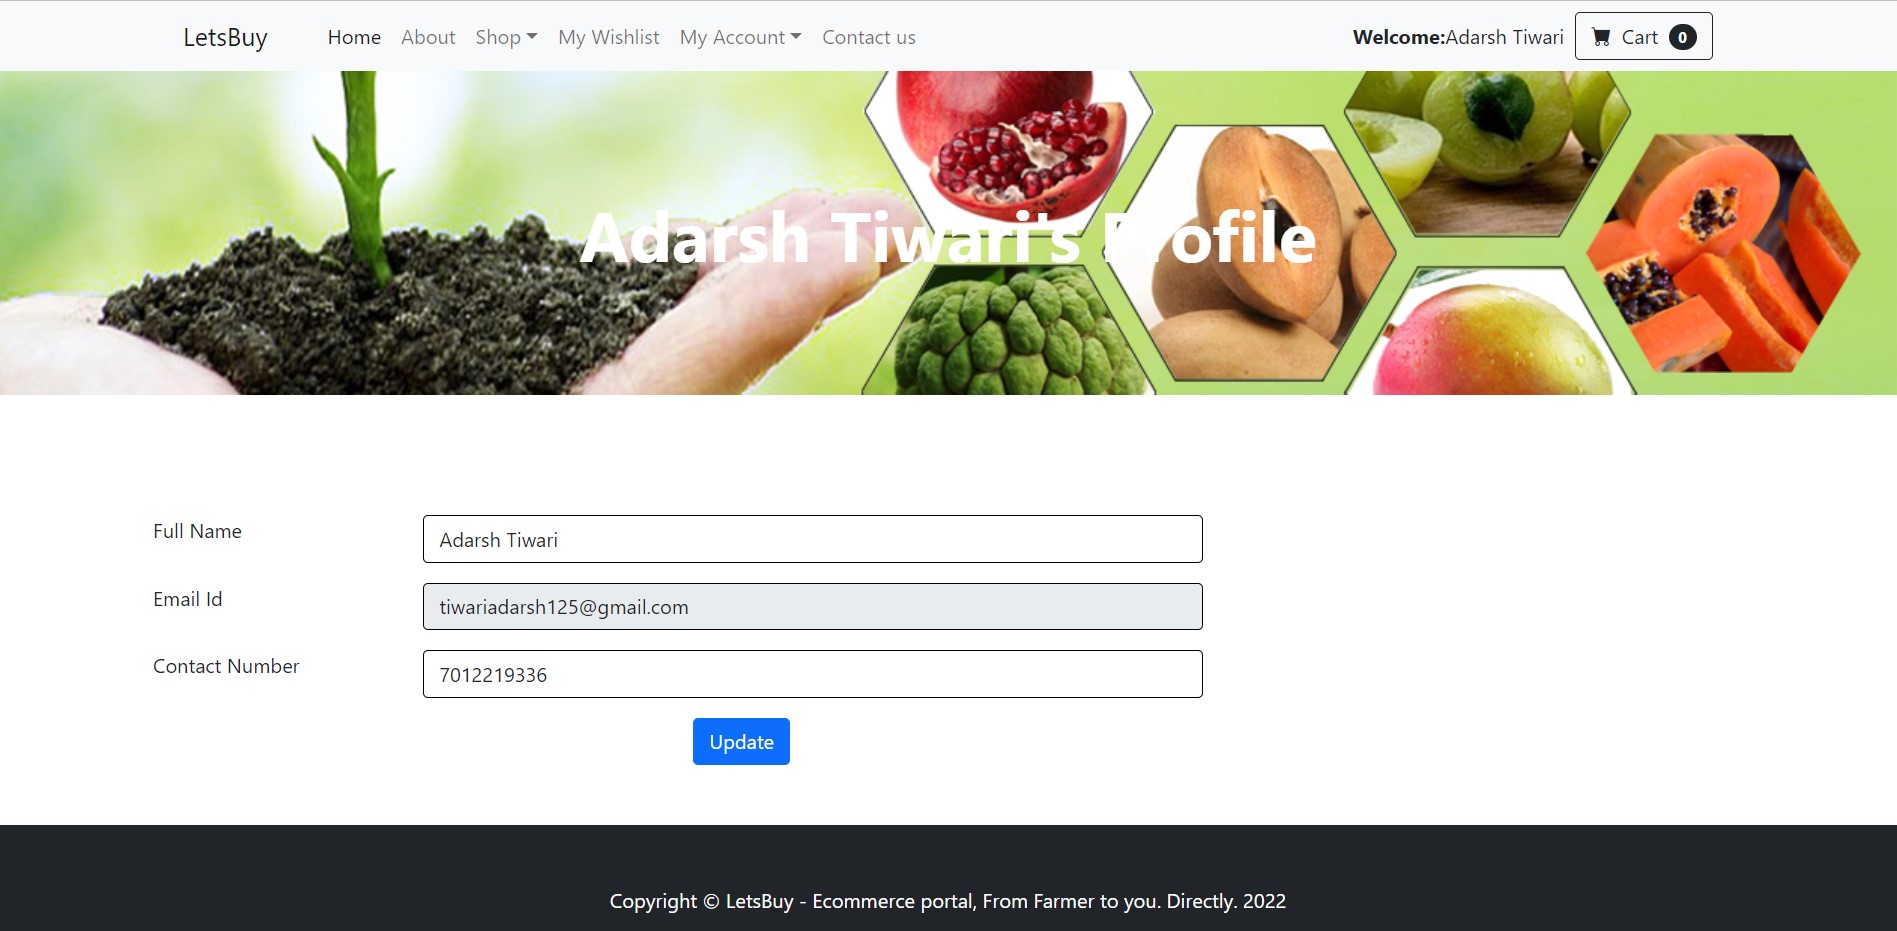 LetsBuy Home About Shop My Wishlist My Account Contact us Welcome:Adarsh Tiwari Cart 0
Adarsh Tiwari's Profile
Full Name Adarsh Tiwari
Email Id tiwariadarsh125@gmail.com
Contact Number 7012219336
Update
Copyright © LetsBuy - Ecommerce portal, From Farmer to you. Directly. 2022